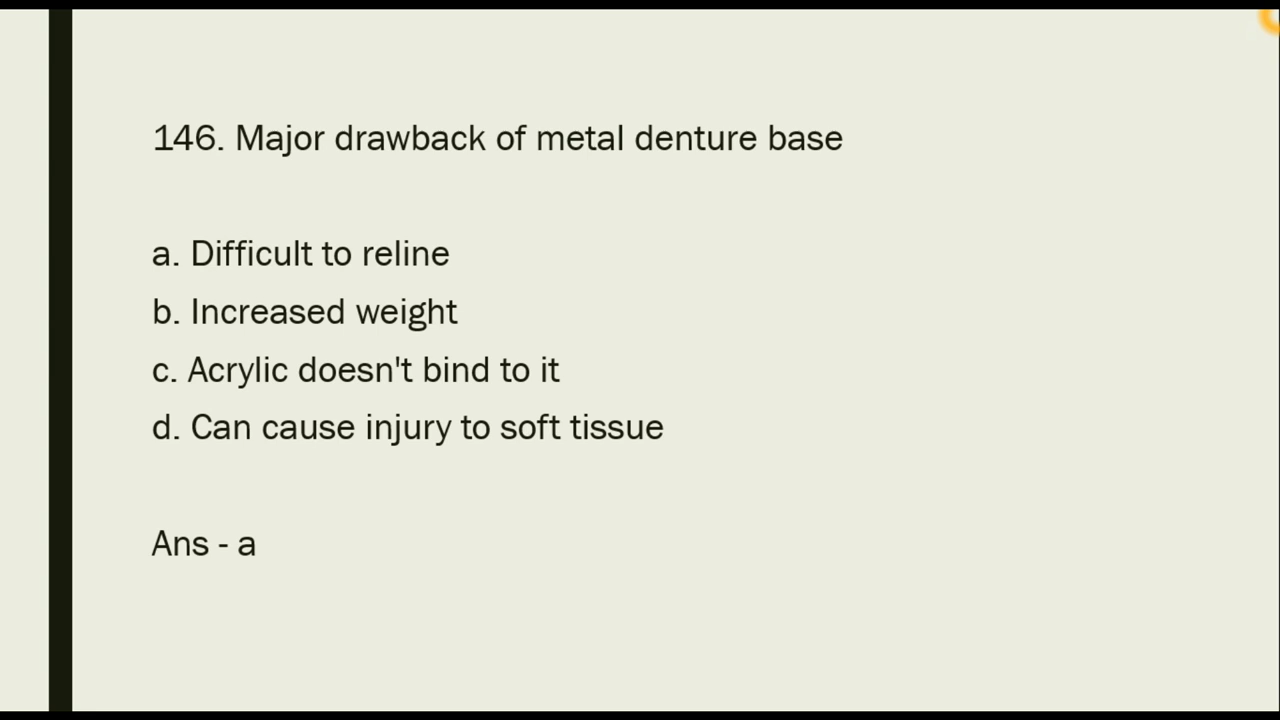 146. Major drawback of metal denture base
a. Difficult to reline
b. Increased weight
c. Acrylic doesn't bind to it
d. Can cause injury to soft tissue
Ans - a